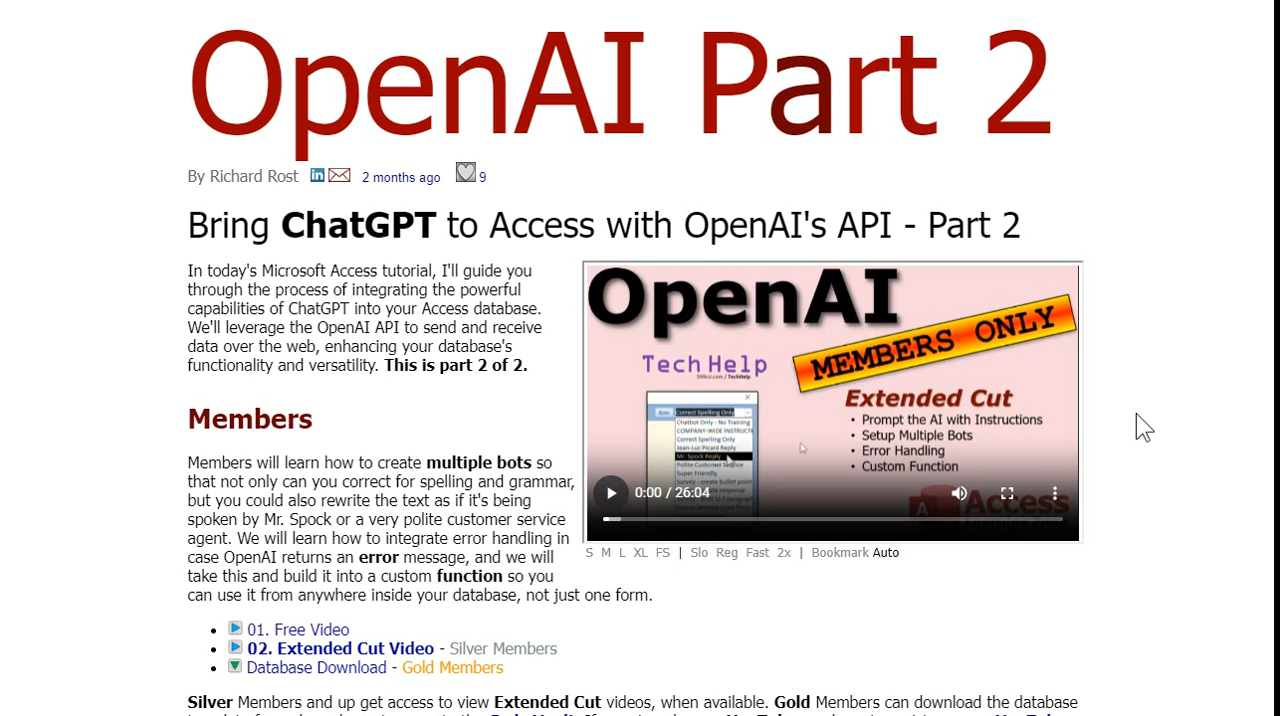 OpenAI Part 2
By Richard Rost 2 months ago 9
Bring ChatGPT to Access with OpenAI's API - Part 2
In today's Microsoft Access tutorial, I'll guide you
through the process of integrating the powerful
capabilities of ChatGPT into your Access database.
We'll leverage the OpenAI API to send and receive
data over the web, enhancing your database's
functionality and versatility. This is part 2 of 2.
Members
Members will learn how to create multiple bots so
that not only can you correct for spelling and grammar,
but you could also rewrite the text as if it's being
spoken by Mr. Spock or a very polite customer service
agent. We will learn how to integrate error handling in
case OpenAI returns an error message, and we will
take this and build it into a custom function so you
can use it from anywhere inside your database, not just one form.
OpenAI
MEMBERS ONLY
TechHelp
Extended Cut
• Prompt the AI with Instructions
• Setup Multiple Bots
• Error Handling
• Custom Function
Bots Correct Spelling Only
Chatbot Only - No Training
COMPANY-WIDE INSTRUCT
Correct Spelling Only
Jean-Luc Picard Reply
Mr. Spock Reply
Polite Customer Service
Super Friendly
Access
0:00 / 26:04
S M L XL FS | Slo Reg Fast 2x | Bookmark Auto
• 01. Free Video
• 02. Extended Cut Video - Silver Members
• Database Download - Gold Members
Silver Members and up get access to view Extended Cut videos, when available. Gold Members can download the database